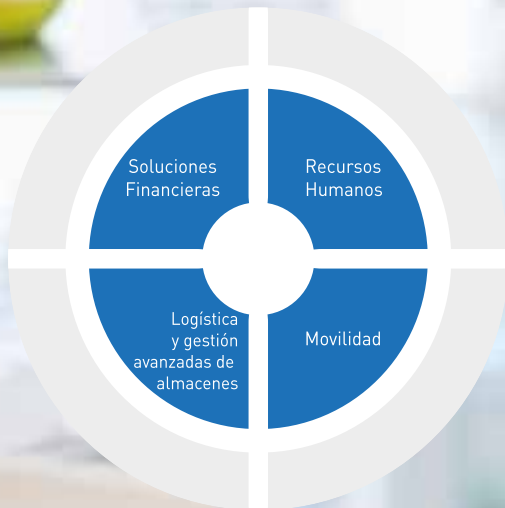 Soluciones
Financieras
Recursos
Humanos
Logística
y gestión
avanzadas de
almacenes
Movilidad